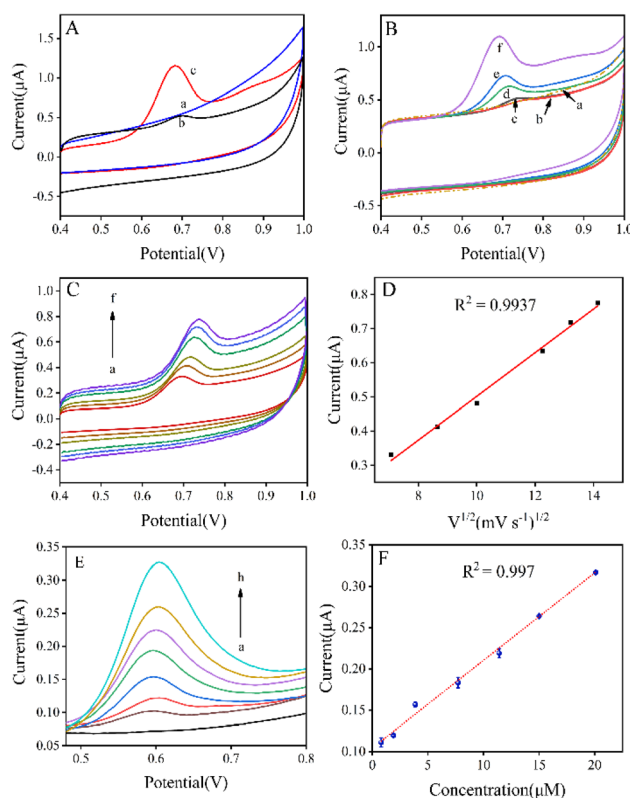 A
1.5
1.0
0.5
0.0
-0.5
Current(μA)
c
a
b
0.4 0.5 0.6 0.7 0.8 0.9 1.0
Potential(V)
B
1.0
0.5
0.0
-0.5
Current(μA)
f
e
d
c
b
a
0.4 0.5 0.6 0.7 0.8 0.9 1.0
Potential(V)
C
1.0
0.8
0.6
0.4
0.2
0.0
-0.2
-0.4
Current(μA)
f
a
0.4 0.5 0.6 0.7 0.8 0.9 1.0
Potential(V)
D
R² = 0.9937
0.8
0.7
0.6
0.5
0.4
0.3
Current(μA)
8 10 12 14
V^1/2(mV s⁻¹)^1/2
E
0.35
0.30
0.25
0.20
0.15
0.10
0.05
Current(μA)
h
a
0.5 0.6 0.7 0.8
Potential(V)
F
R² = 0.997
0.35
0.30
0.25
0.20
0.15
0.10
Current(μA)
0 5 10 15 20
Concentration(μM)